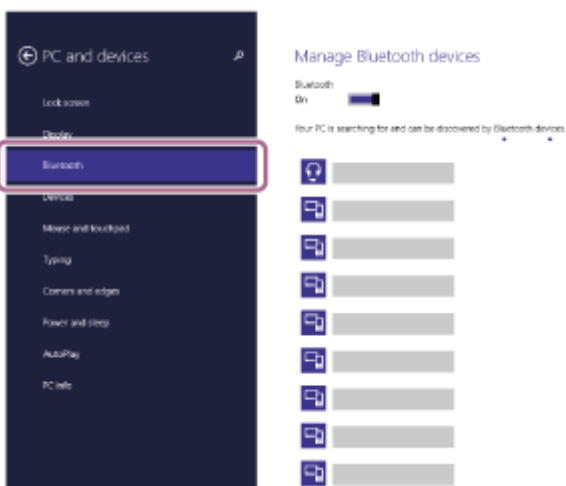 PC and devices
Lock screen
Display
Bluetooth
Devices
Mouse and touchpad
Typing
Corners and edges
Power and sleep
AutoPlay
PC info
Manage Bluetooth devices
Bluetooth
On
Your PC is searching for and can be discovered by Bluetooth devices.